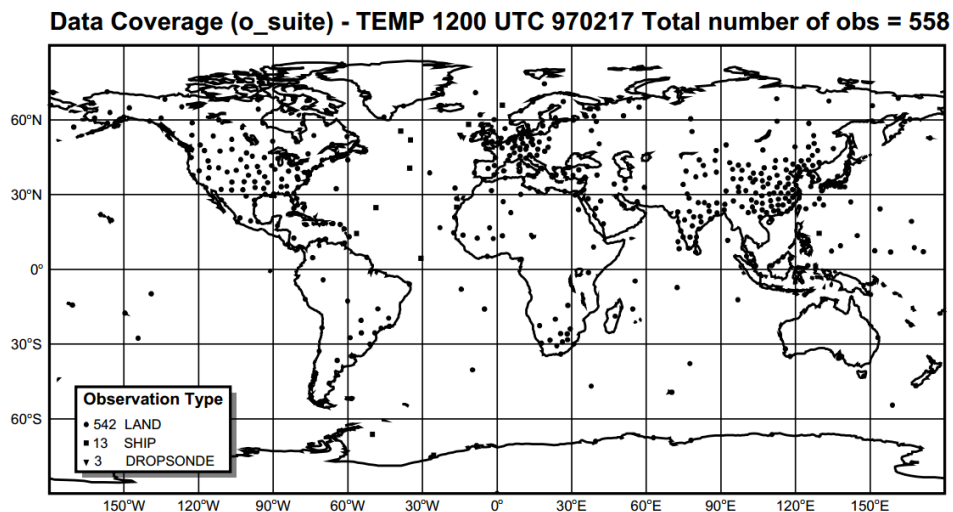 Data Coverage (o_suite) - TEMP 1200 UTC 970217 Total number of obs = 558
60°N
30°N
0°
30°S
60°S
Observation Type
542 LAND
13 SHIP
3 DROPSONDE
150°W 120°W 90°W 60°W 30°W 0° 30°E 60°E 90°E 120°E 150°E